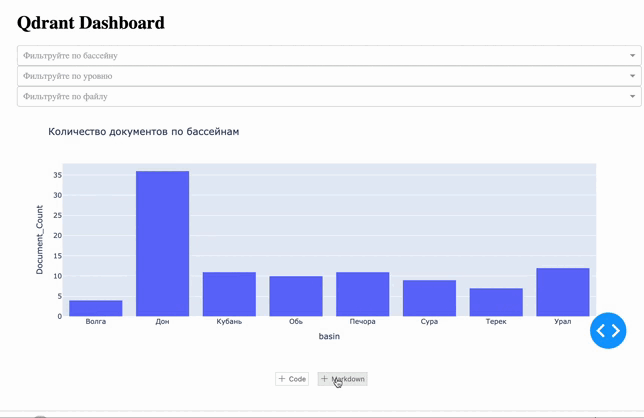 Qdrant Dashboard
Фильтруйте по бассейну
Фильтруйте по уровню
Фильтруйте по файлу
Количество документов по бассейнам
Document_Count
35
30
25
20
15
10
5
0
Волга Дон Кубань Обь Печора Сура Терек Урал
basin
+ Code + Markdown